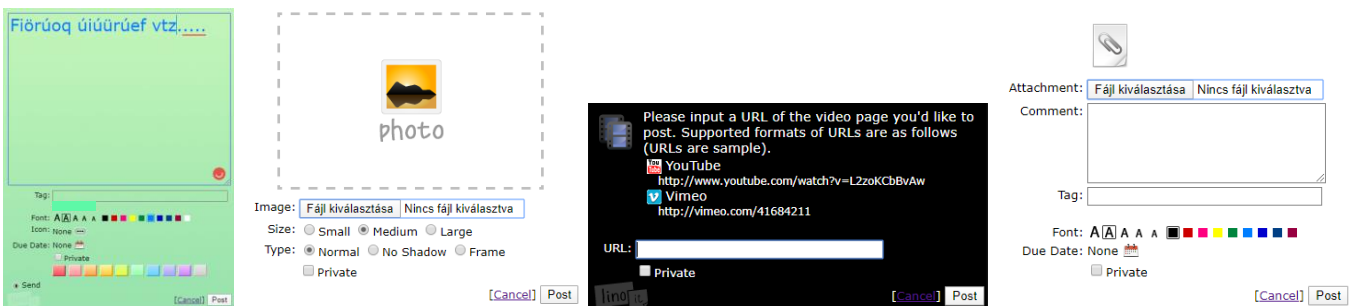 Fiörúoq úiúürúef vtz.....
Tag:
Font: A A A A A
Icon: None
Due Date: None
Private
Send
[Cancel] Post
photo
Image: Fájl kiválasztása Nincs fájl kiválasztva
Size: Small Medium Large
Type: Normal No Shadow Frame
Private
[Cancel] Post
Please input a URL of the video page you'd like to
post. Supported formats of URLs are as follows
(URLs are sample).
You Tube YouTube
http://www.youtube.com/watch?v=L2zoKCbBvAw
Vimeo
http://vimeo.com/41684211
URL:
Private
lino it
[Cancel] Post
Attachment: Fájl kiválasztása Nincs fájl kiválasztva
Comment:
Tag:
Font: A A A A A
Due Date: None
Private
[Cancel] Post